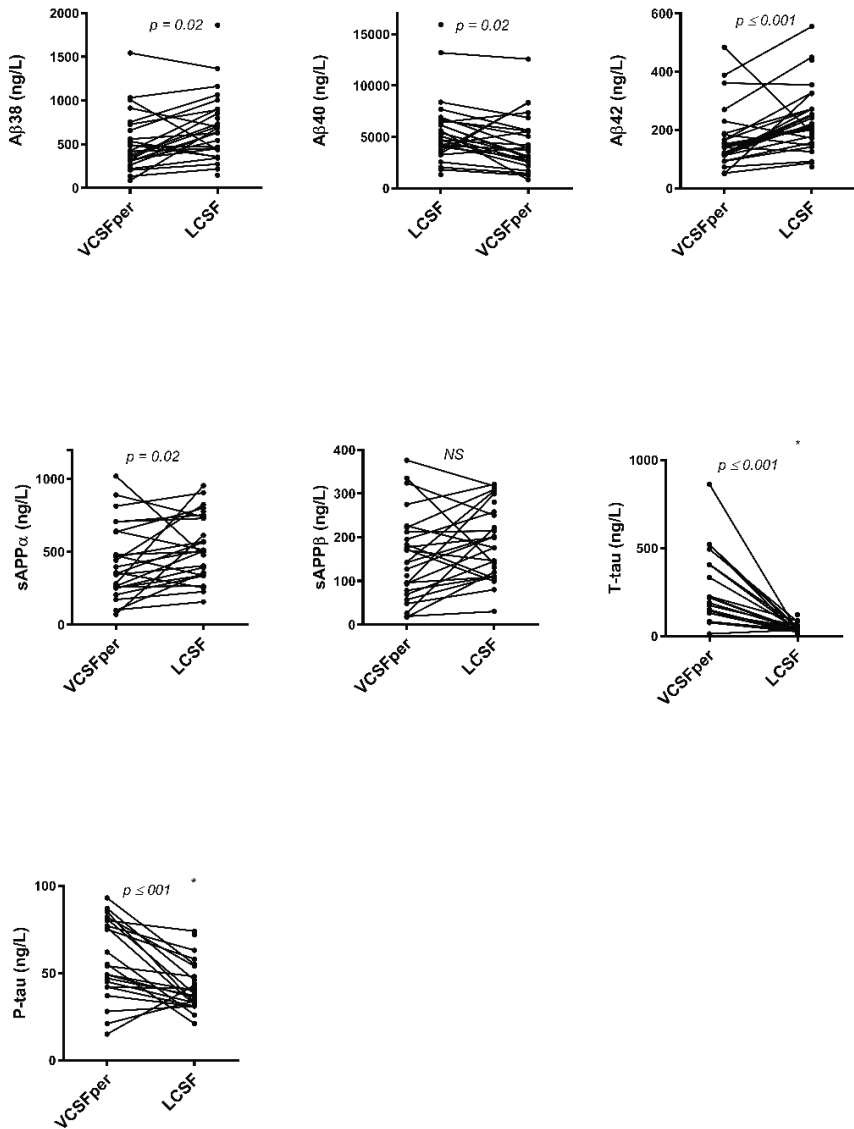 p = 0.02
Aβ38 (ng/L)
2000
1500
1000
500
0
VCSFper
LCSF
p = 0.02
Aβ40 (ng/L)
15000
10000
5000
0
LCSF
VCSFper
p ≤ 0.001
Aβ42 (ng/L)
600
400
200
0
VCSFper
LCSF
p = 0.02
sAPPα (ng/L)
1000
500
0
VCSFper
LCSF
NS
sAPPβ (ng/L)
400
300
200
100
0
VCSFper
LCSF
*
p ≤ 0.001
T-tau (ng/L)
1000
500
0
VCSFper
LCSF
*
p ≤ 001
P-tau (ng/L)
100
50
0
VCSFper
LCSF